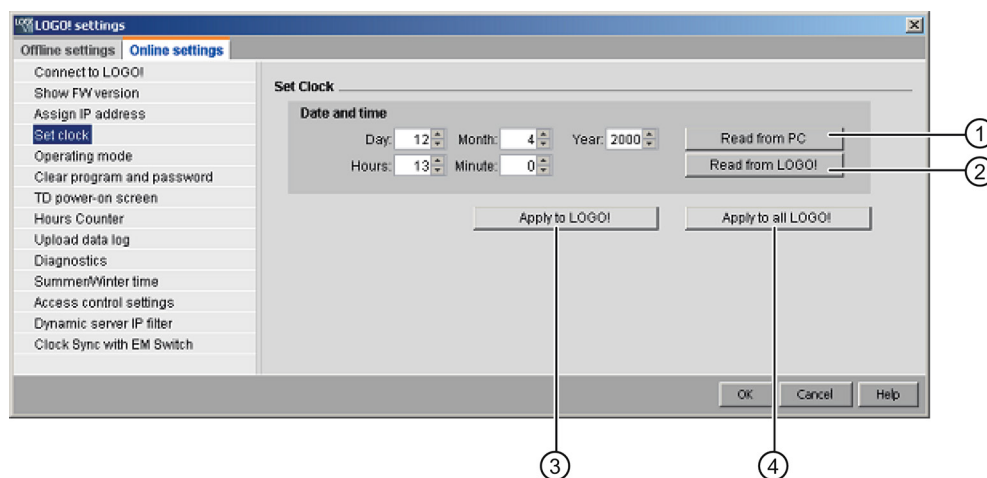 LOGO! settings
Offline settings Online settings
Connect to LOGO!
Show FW version
Assign IP address
Set clock
Operating mode
Clear program and password
TD power-on screen
Hours Counter
Upload data log
Diagnostics
Summer/Winter time
Access control settings
Dynamic server IP filter
Clock Sync with EM Switch
Set Clock
Date and time
Day: 12 Month: 4 Year: 2000 Read from PC
Hours: 13 Minute: 0 Read from LOGO!
Apply to LOGO! Apply to all LOGO!
OK Cancel Help
1
2
3
4